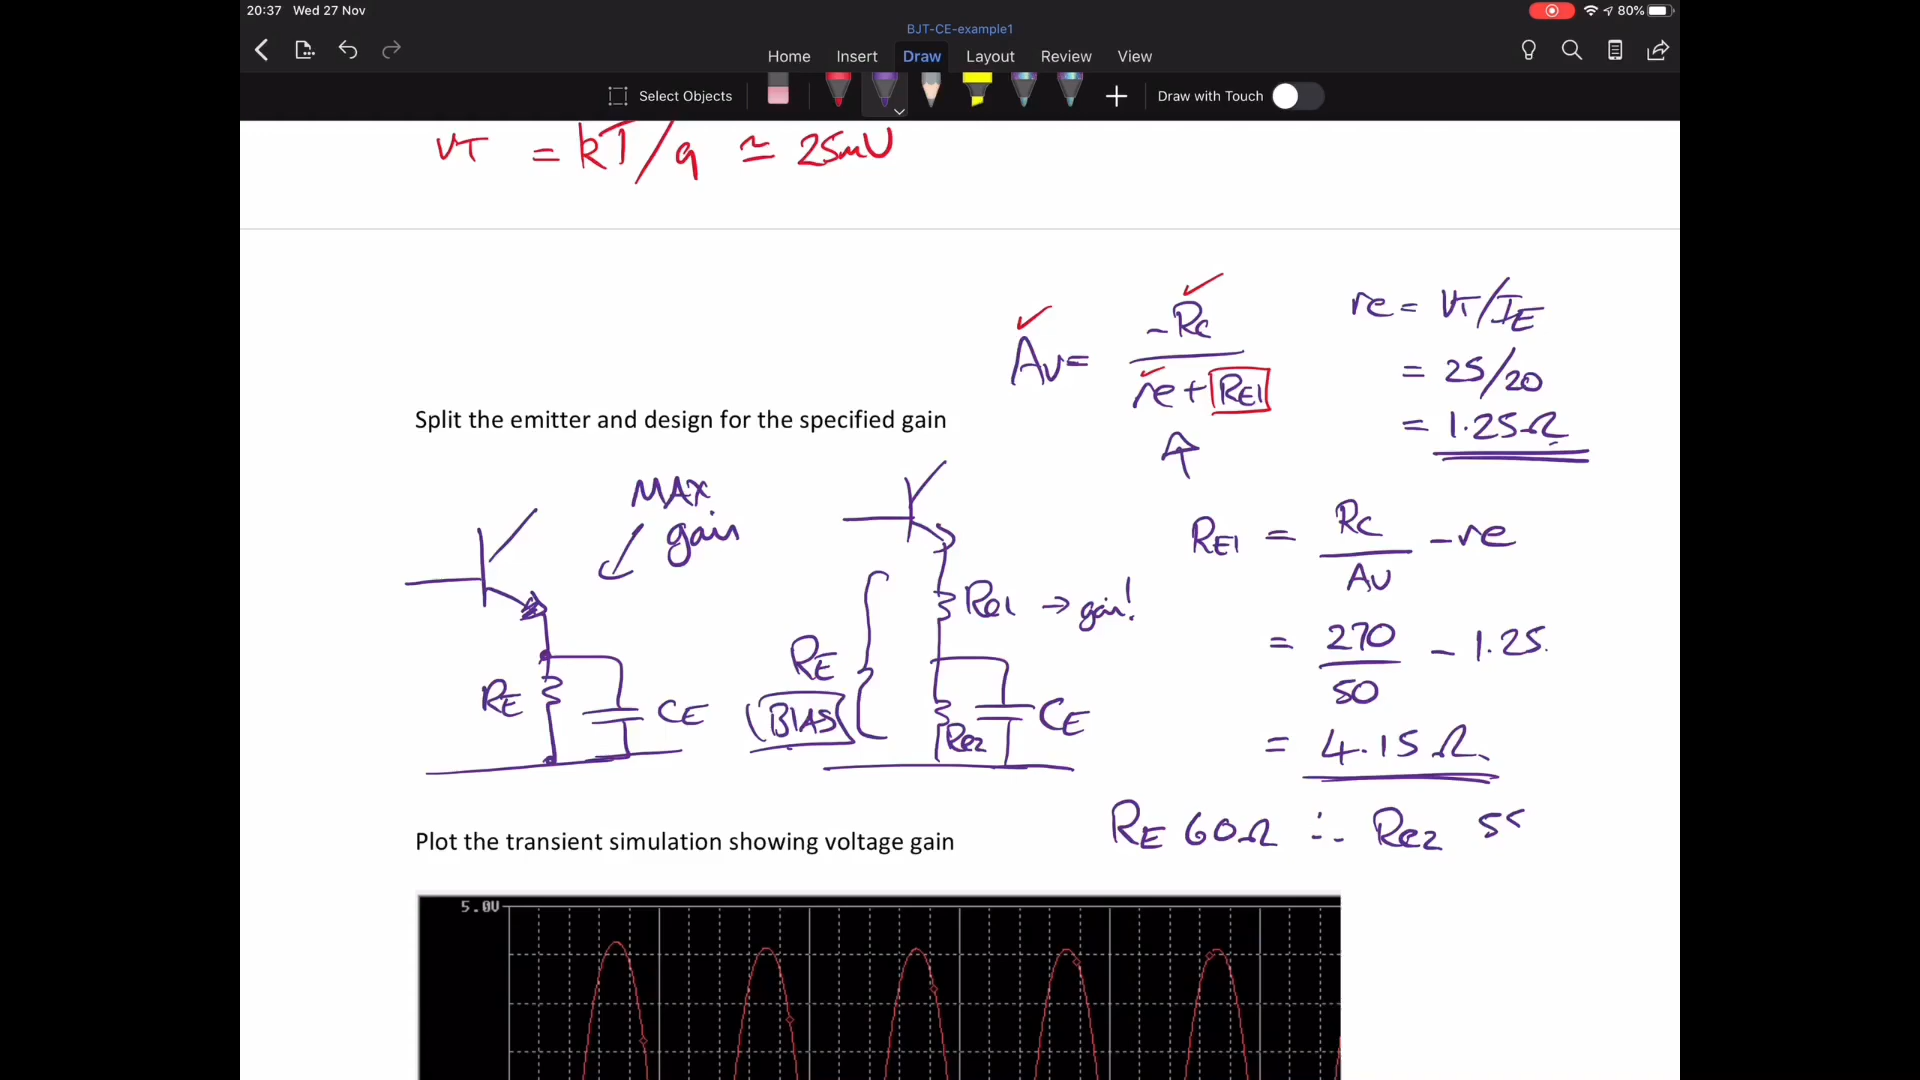 20:37 Wed 27 Nov
80%
BJT-CE-example1
Home Insert Draw Layout Review View
Select Objects
Draw with Touch
VT = kT/q ≃ 25mV
Av = -Rc / re + RE1
re = VT/IE
= 25/20
= 1.25Ω
Split the emitter and design for the specified gain
MAX
gain
RE
CE
RE
(BIAS)
Re1 → gain!
Re2
CE
RE1 = Rc / Av - re
= 270 / 50 - 1.25
= 4.15 Ω
RE 60Ω ∴ Re2
Plot the transient simulation showing voltage gain
5.0V